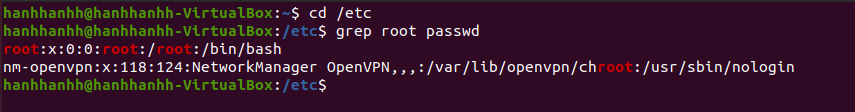 hanhhanhh@hanhhanhh-VirtualBox:~$ cd /etc
hanhhanhh@hanhhanhh-VirtualBox:/etc$ grep root passwd
root:x:0:0:root:/root:/bin/bash
nm-openvpn:x:118:124:NetworkManager OpenVPN,,,:/var/lib/openvpn/chroot:/usr/sbin/nologin
hanhhanhh@hanhhanhh-VirtualBox:/etc$